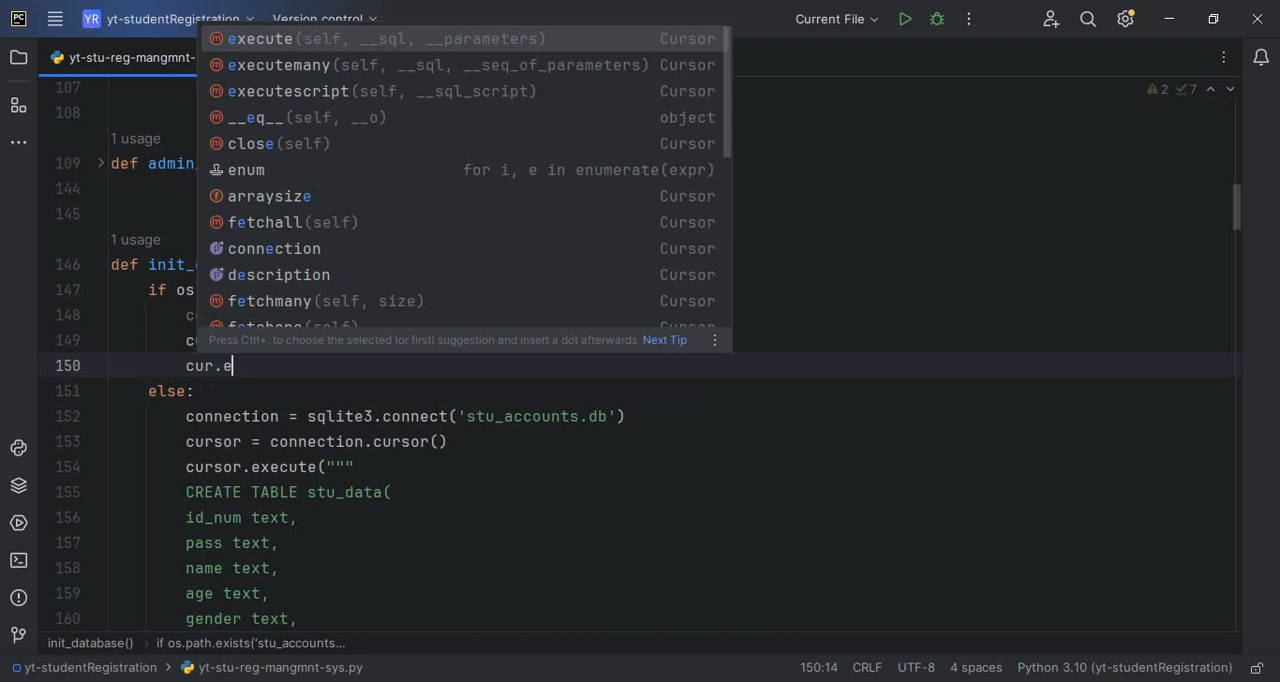 PC YR yt-studentRegistration Version control Current File
yt-stu-reg-mangmnt-
2 7
107
108
1 usage
109 def admin_
144
145
1 usage
146 def init_
147 if os
148
149
150 cur.e
execute(self, __sql, __parameters) Cursor
executemany(self, __sql, __seq_of_parameters) Cursor
executescript(self, __sql_script) Cursor
__eq__(self, __o) object
close(self) Cursor
enum for i, e in enumerate(expr)
arraysize Cursor
fetchall(self) Cursor
connection Cursor
description Cursor
fetchmany(self, size) Cursor
fetchone(self) Cursor
Press Ctrl+. to choose the selected (or first) suggestion and insert a dot afterwards Next Tip
151 else:
152 connection = sqlite3.connect('stu_accounts.db')
153 cursor = connection.cursor()
154 cursor.execute("""
155 CREATE TABLE stu_data(
156 id_num text,
157 pass text,
158 name text,
159 age text,
160 gender text,
init_database() › if os.path.exists('stu_accounts...
yt-studentRegistration › yt-stu-reg-mangmnt-sys.py 150:14 CRLF UTF-8 4 spaces Python 3.10 (yt-studentRegistration)